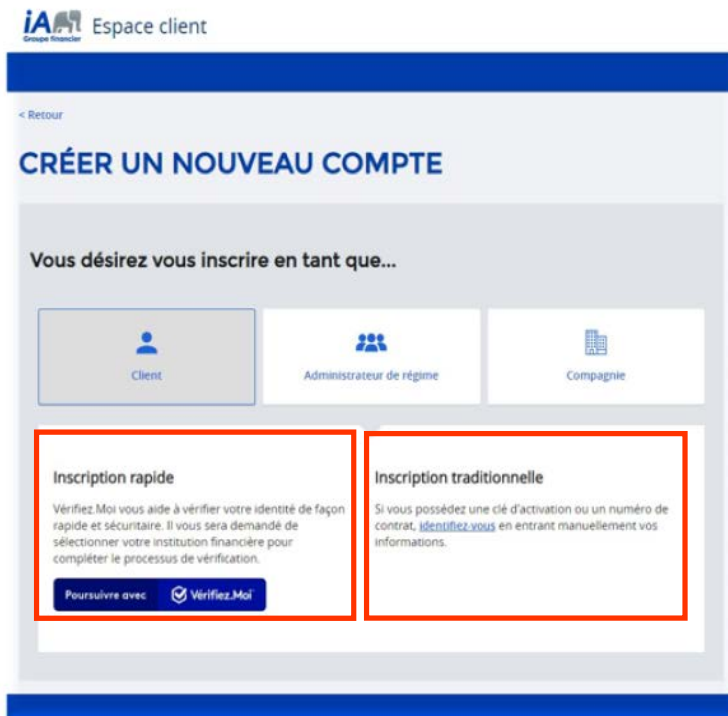 iA
Groupe financier
Espace client
< Retour
CRÉER UN NOUVEAU COMPTE
Vous désirez vous inscrire en tant que...
Client
Administrateur de régime
Compagnie
Inscription rapide
Vérifiez.Moi vous aide à vérifier votre identité de façon
rapide et sécuritaire. Il vous sera demandé de
sélectionner votre institution financière pour
compléter le processus de vérification.
Poursuivre avec Vérifiez.Moi
Inscription traditionnelle
Si vous possédez une clé d'activation ou un numéro de
contrat, identifiez-vous en entrant manuellement vos
informations.